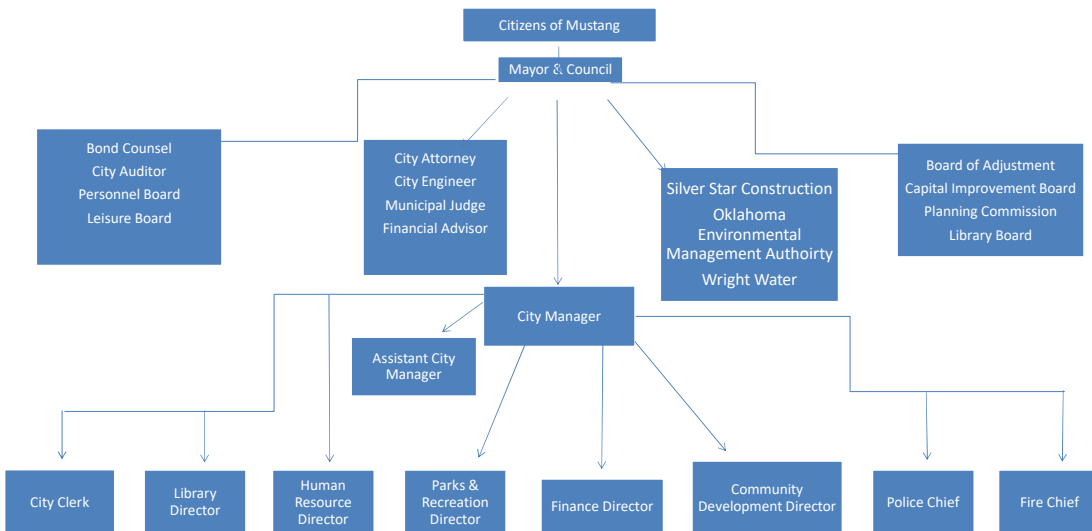 Citizens of Mustang
Mayor & Council
Bond Counsel
City Auditor
Personnel Board
Leisure Board
City Attorney
City Engineer
Municipal Judge
Financial Advisor
Silver Star Construction
Oklahoma
Environmental
Management Authoirty
Wright Water
Board of Adjustment
Capital Improvement Board
Planning Commission
Library Board
City Manager
Assistant City
Manager
City Clerk
Library
Director
Human
Resource
Director
Parks &
Recreation
Director
Finance Director
Community
Development Director
Police Chief
Fire Chief